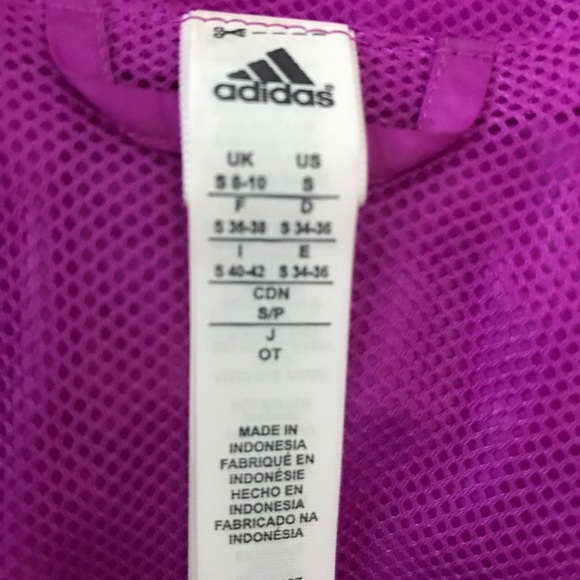 adidas
UK US
S 8-10 S
F D
S 36-38 S 34-36
I E
S 40-42 S 34-36
CDN
S/P
J
OT
MADE IN
INDONESIA
FABRIQUÉ EN
INDONÉSIE
HECHO EN
INDONESIA
FABRICADO NA
INDONÉSIA